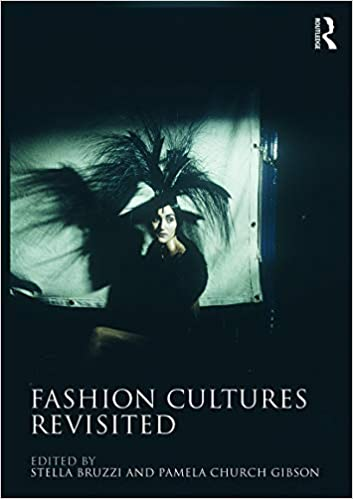 R
ROUTLEDGE
FASHION CULTURES
REVISITED
EDITED BY
STELLA BRUZZI AND PAMELA CHURCH GIBSON